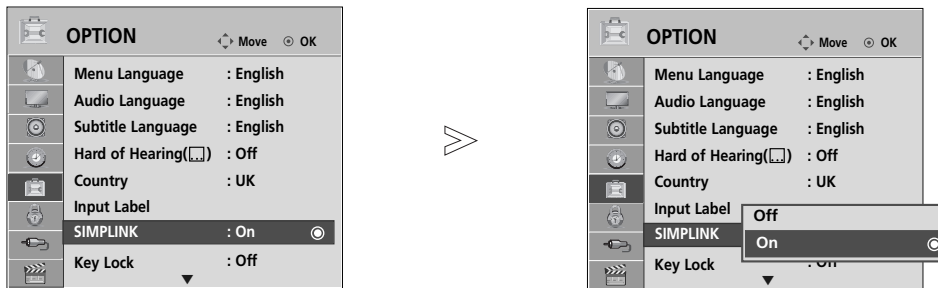 OPTION Move OK
Menu Language : English
Audio Language : English
Subtitle Language : English
Hard of Hearing( ) : Off
Country : UK
Input Label
SIMPLINK : On
Key Lock : Off
OPTION Move OK
Menu Language : English
Audio Language : English
Subtitle Language : English
Hard of Hearing( ) : Off
Country : UK
Input Label
Off
SIMPLINK
On
Key Lock : Off